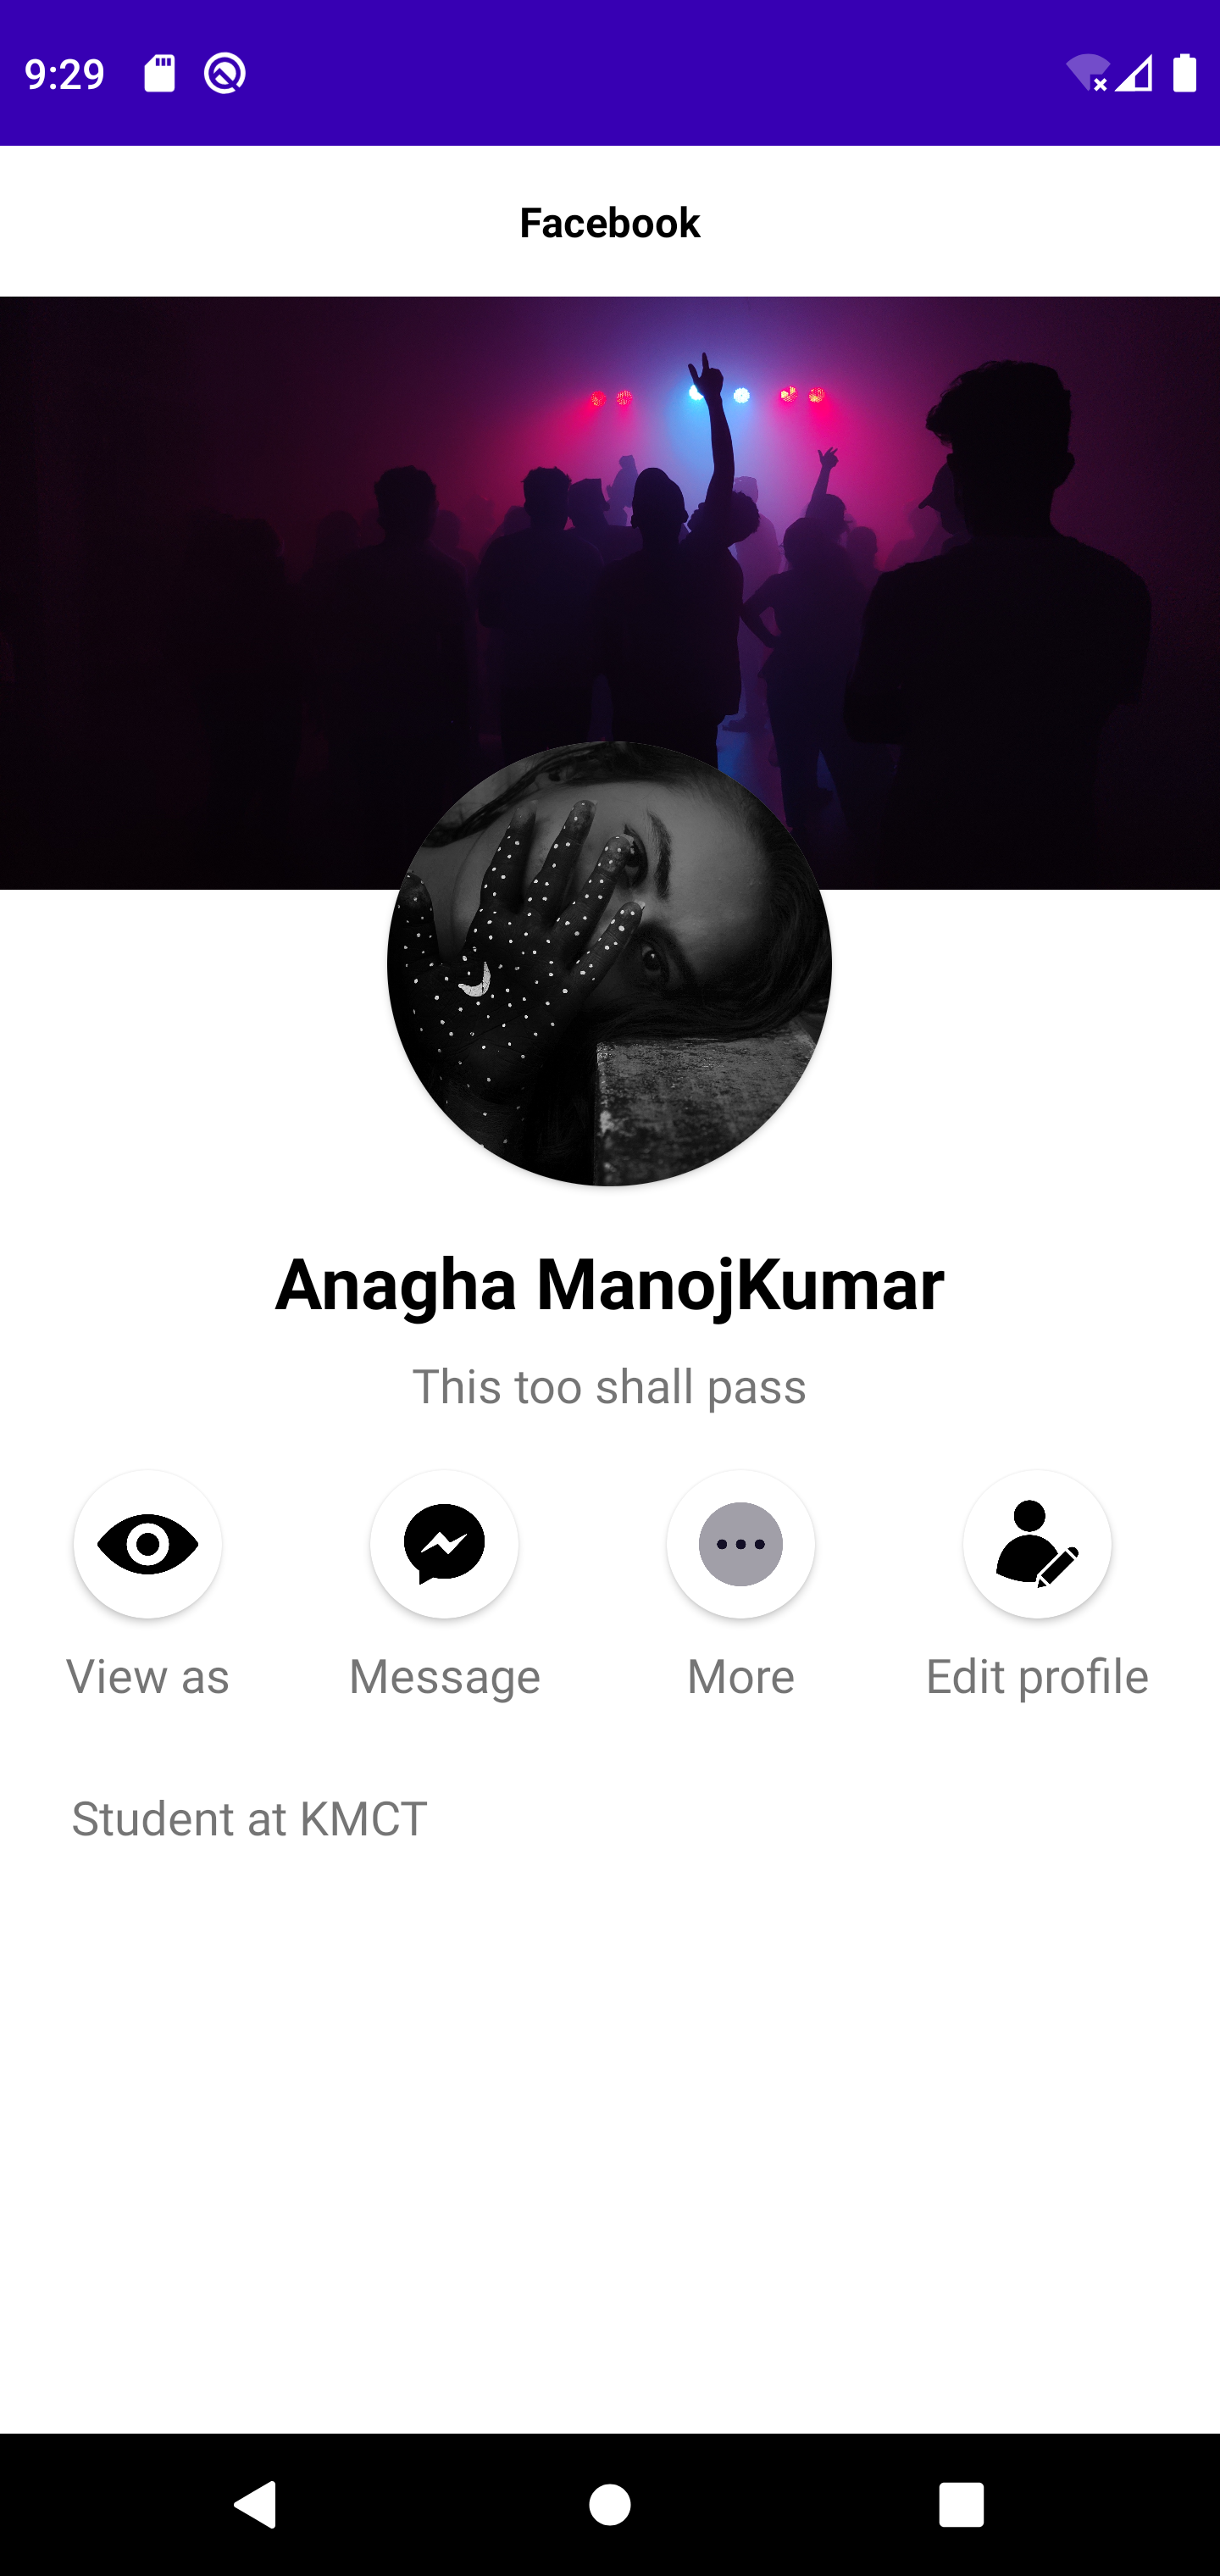 9:29
Facebook
Anagha ManojKumar
This too shall pass
View as
Message
More
Edit profile
Student at KMCT